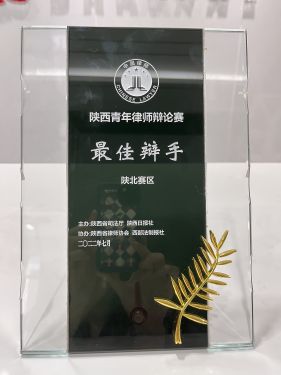 中国律师
CHINESE LAWYER
陕西青年律师辩论赛
最佳辩手
陕北赛区
主办:陕西省司法厅 陕西日报社
协办:陕西省律师协会 西部法制报社
二〇二二年七月